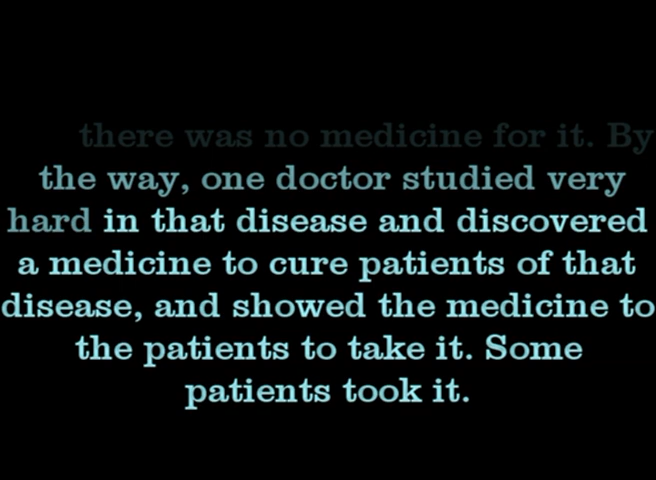 there was no medicine for it. By
the way, one doctor studied very
hard in that disease and discovered
a medicine to cure patients of that
disease, and showed the medicine to
the patients to take it. Some
patients took it.